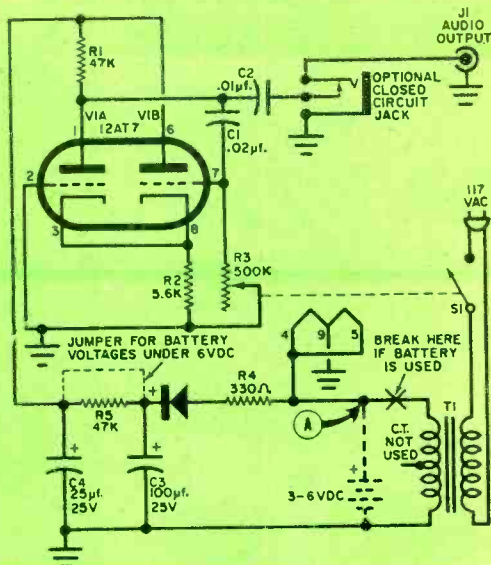 J1
AUDIO
OUTPUT
R1
47K
C2
.01µf.
OPTIONAL
CLOSED
CIRCUIT
JACK
V1A
V1B
1
12AT7
6
C1
.02µf.
2
7
3
8
117
VAC
R2
5.6K
R3
500K
S1
JUMPER FOR BATTERY
VOLTAGES UNDER 6VDC
4
9
5
BREAK HERE
IF BATTERY
IS USED
R4
330Ω
+
R5
47K
A
T1
C.T.
NOT
USED
+
C4
25µf.
25V
+
C3
100µf.
25V
+
3-6VDC